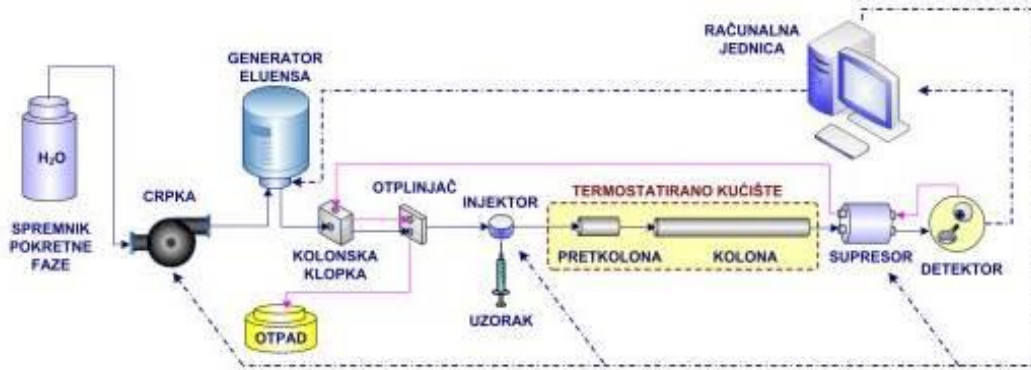 RAČUNALNA
JEDNICA
GENERATOR
ELUENSA
H₂O
CRPKA
OTPLINJAČ
INJEKTOR
TERMOSTATIRANO KUĆIŠTE
SPREMNIK
POKRETNE
FAZE
KOLONSKA
KLOPKA
PRETKOLONA
KOLONA
SUPRESOR
DETEKTOR
UZORAK
OTPAD